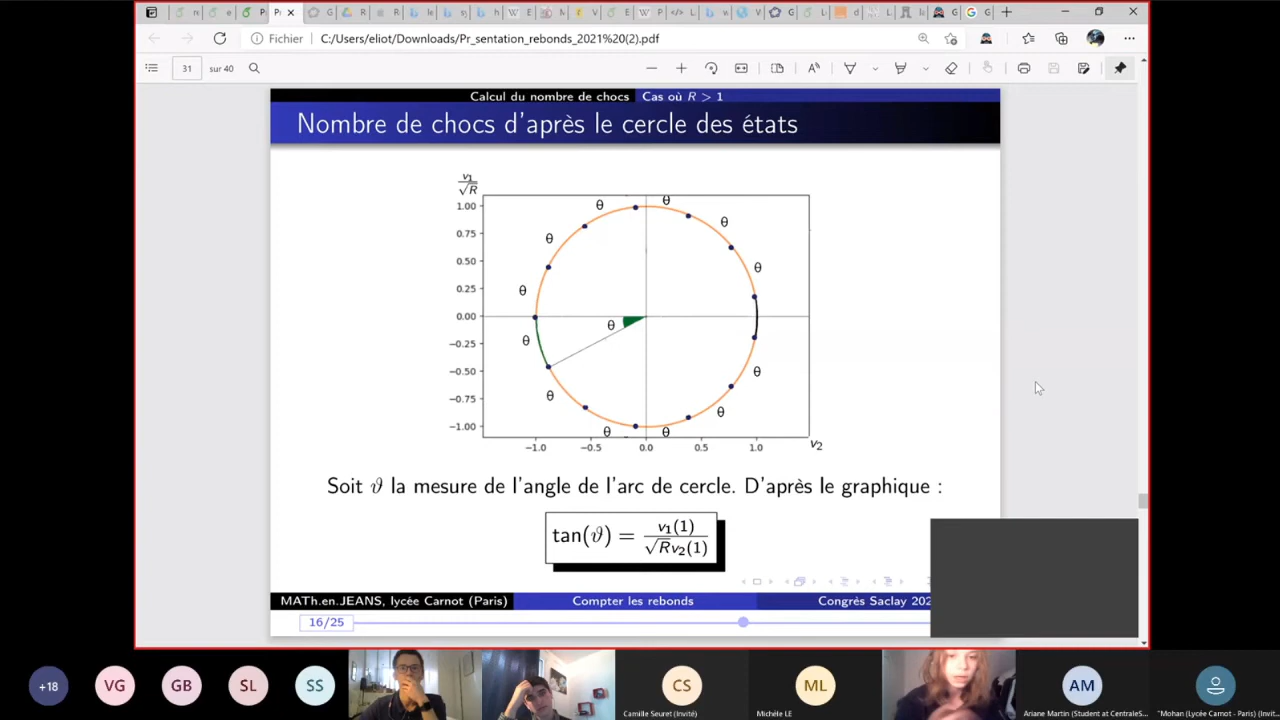 Fichier C:/Users/eliot/Downloads/Pr_sentation_rebonds_2021%20(2).pdf
31 sur 40
Calcul du nombre de chocs Cas où R > 1
Nombre de chocs d'après le cercle des états
v₁/√R
θ θ
1.00
θ
0.75
θ
0.50
θ
θ
0.25
0.00
θ
θ
−0.25
θ
−0.50
θ
−0.75
θ
−1.00
θ θ
−1.0 −0.5 0.0 0.5 1.0 v₂
Soit ϑ la mesure de l'angle de l'arc de cercle. D'après le graphique :
tan(ϑ) = v₁(1)/√Rv₂(1)
MATh.en.JEANS, lycée Carnot (Paris) Compter les rebonds Congrès Saclay 202
16/25
+18 VG GB SL SS CS ML AM
Camille Seuret (Invité) Michèle LE Ariane Martin (Student at CentraleS... "Mohan (Lycée Carnot - Paris) (Invit...